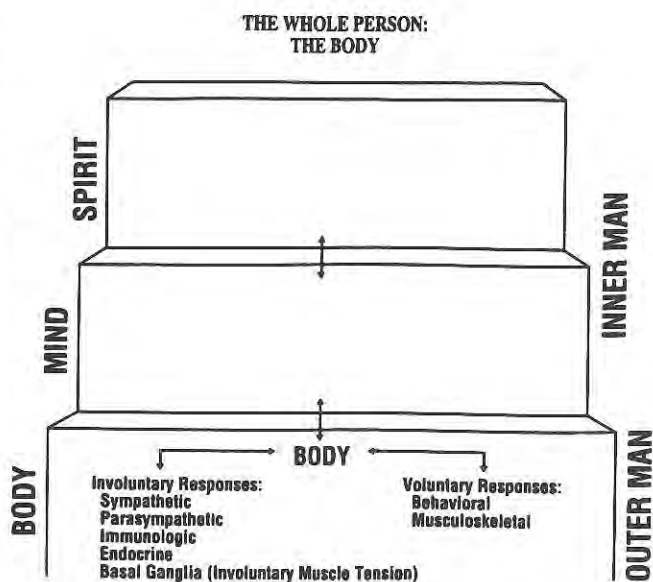 THE WHOLE PERSON:
THE BODY
SPIRIT
MIND
INNER MAN
BODY
OUTER MAN
BODY
Involuntary Responses:
Sympathetic
Parasympathetic
Immunologic
Endocrine
Basal Ganglia (Involuntary Muscle Tension)
Voluntary Responses:
Behavioral
Musculoskeletal